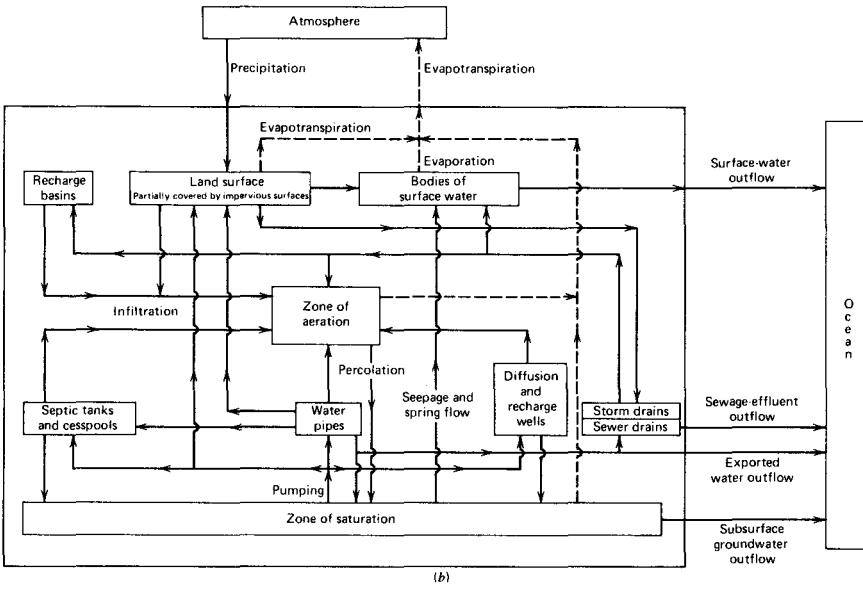 Atmosphere
Precipitation
Evapotranspiration
Evapotranspiration
Evaporation
Recharge
basins
Land surface
Partially covered by impervious surfaces
Bodies of
surface water
Surface-water
outflow
Infiltration
Zone of
aeration
Ocean
Percolation
Septic tanks
and cesspools
Water
pipes
Seepage and
spring flow
Diffusion
and
recharge
wells
Storm drains
Sewer drains
Sewage-effluent
outflow
Exported
water outflow
Pumping
Zone of saturation
Subsurface
groundwater
outflow
(b)